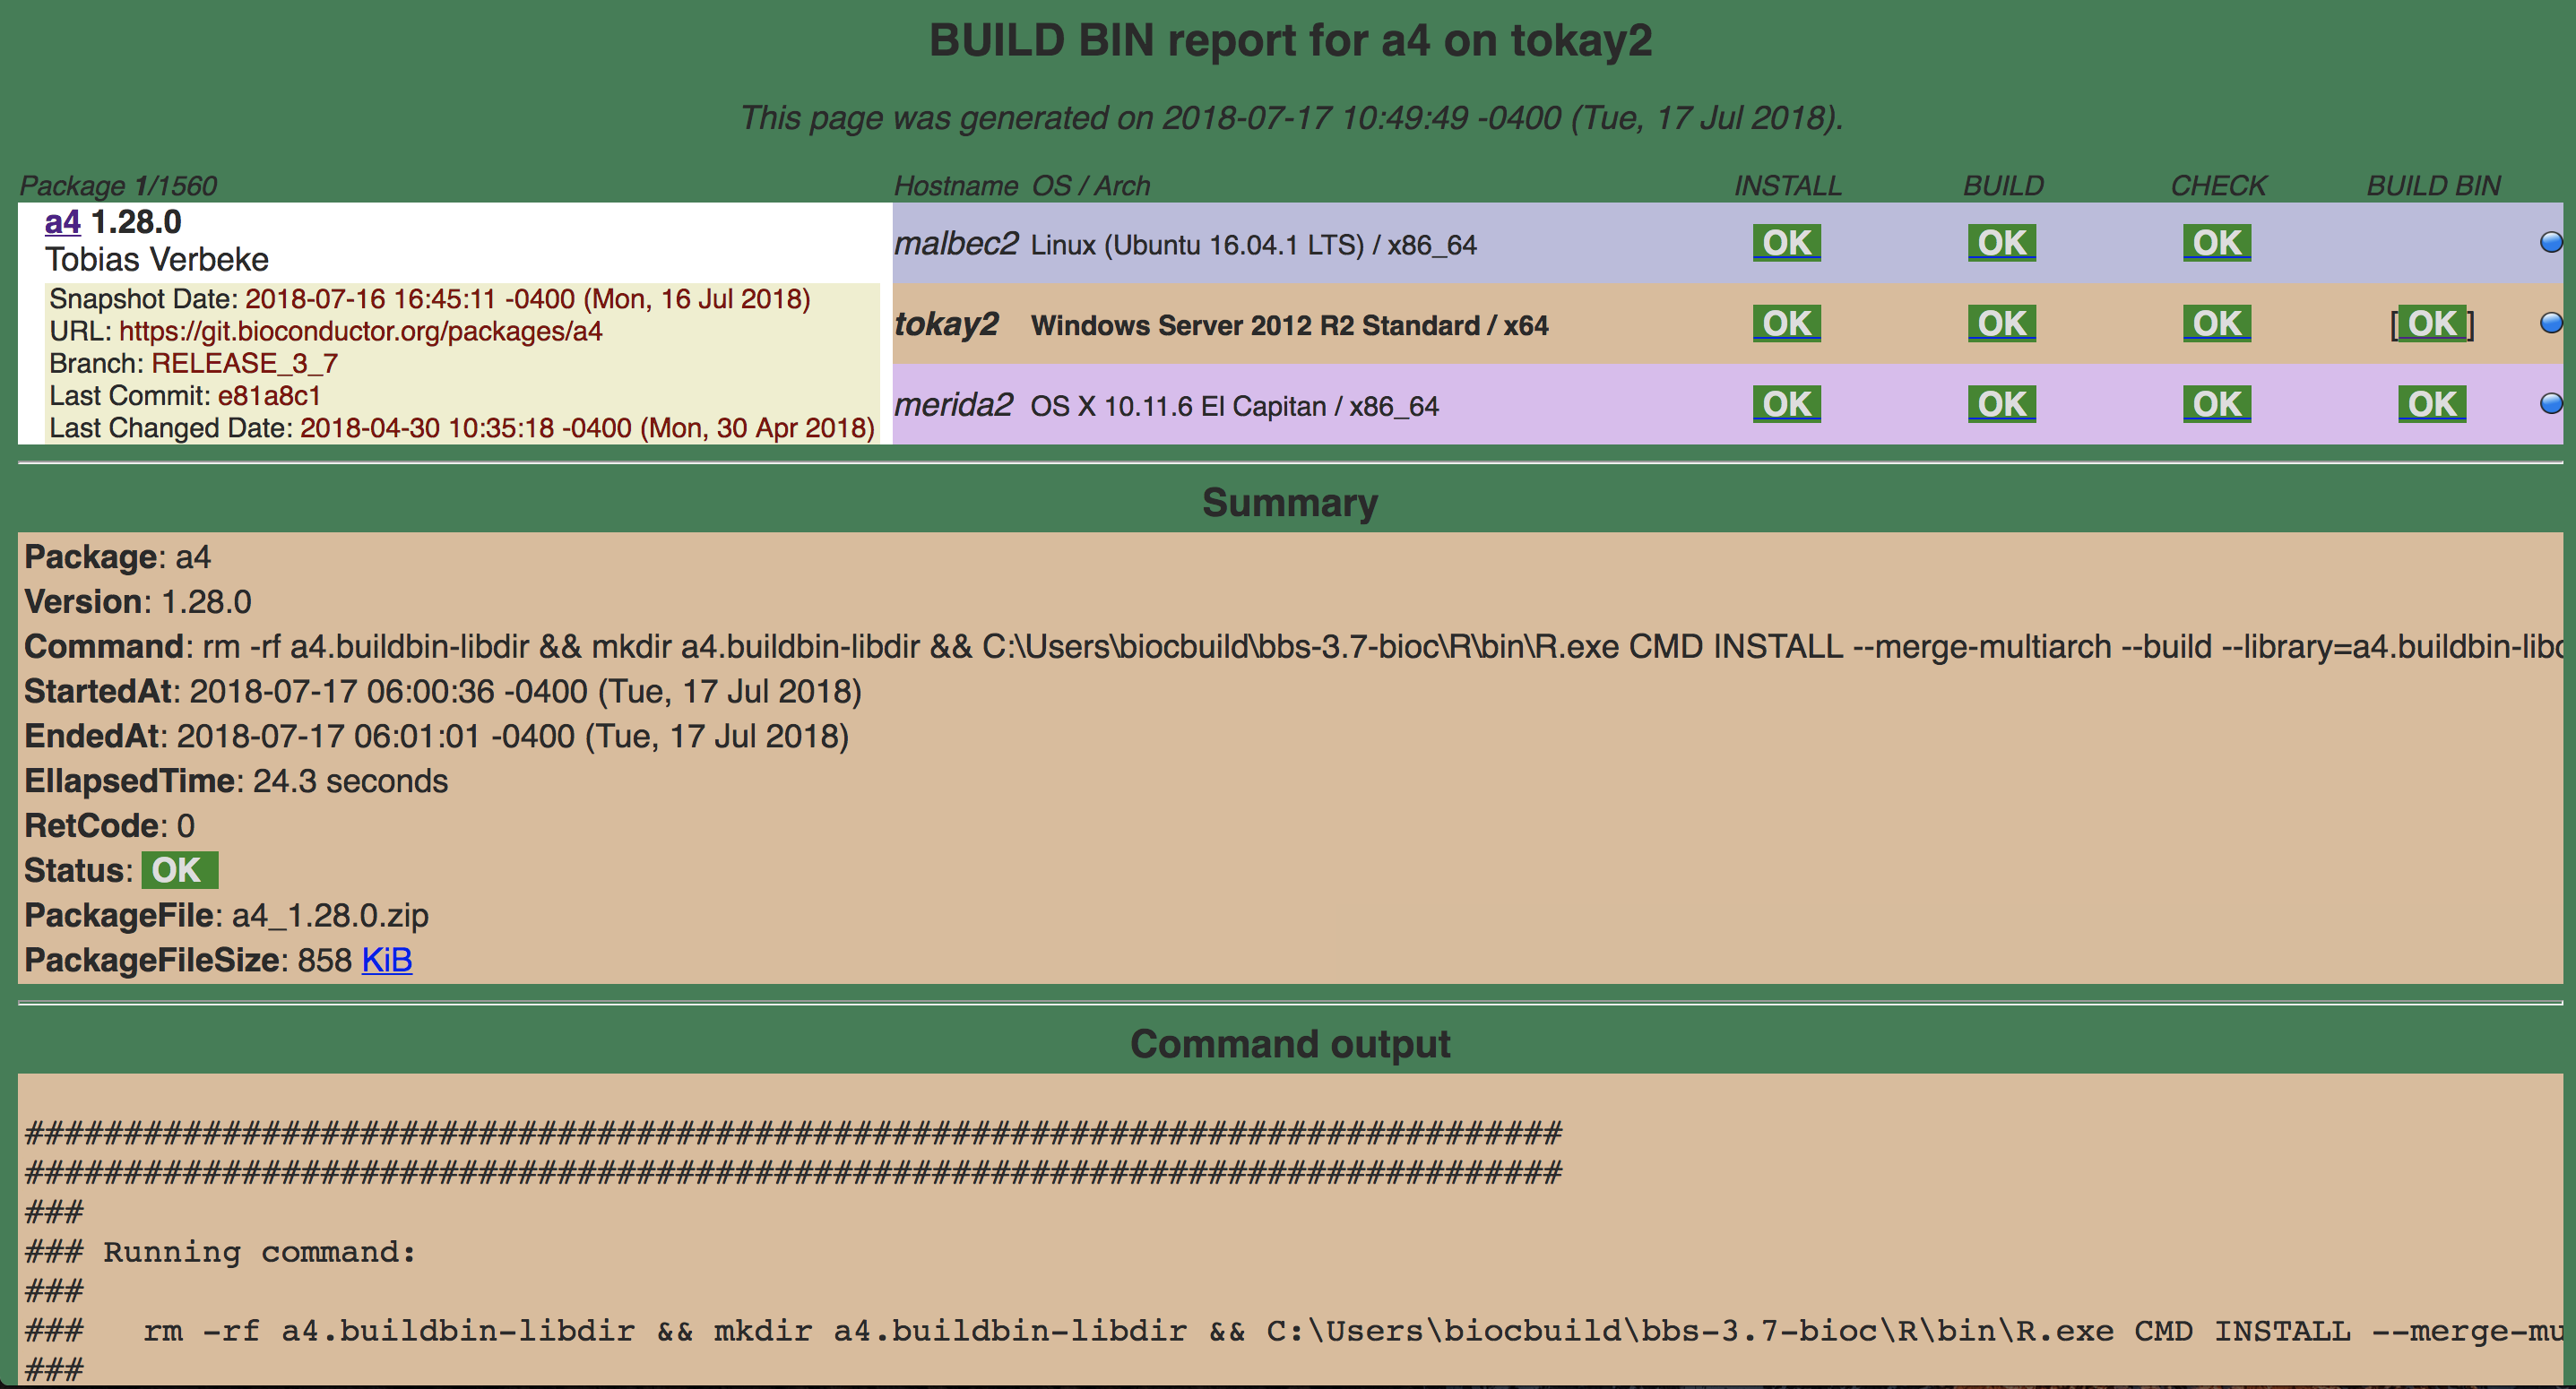 BUILD BIN report for a4 on tokay2
This page was generated on 2018-07-17 10:49:49 -0400 (Tue, 17 Jul 2018).
Package 1/1560 Hostname OS / Arch INSTALL BUILD CHECK BUILD BIN
a4 1.28.0
Tobias Verbeke
Snapshot Date: 2018-07-16 16:45:11 -0400 (Mon, 16 Jul 2018)
URL: https://git.bioconductor.org/packages/a4
Branch: RELEASE_3_7
Last Commit: e81a8c1
Last Changed Date: 2018-04-30 10:35:18 -0400 (Mon, 30 Apr 2018)
malbec2 Linux (Ubuntu 16.04.1 LTS) / x86_64 OK OK OK
tokay2 Windows Server 2012 R2 Standard / x64 OK OK OK [ OK ]
merida2 OS X 10.11.6 El Capitan / x86_64 OK OK OK OK
Summary
Package: a4
Version: 1.28.0
Command: rm -rf a4.buildbin-libdir && mkdir a4.buildbin-libdir && C:\Users\biocbuild\bbs-3.7-bioc\R\bin\R.exe CMD INSTALL --merge-multiarch --build --library=a4.buildbin-libd
StartedAt: 2018-07-17 06:00:36 -0400 (Tue, 17 Jul 2018)
EndedAt: 2018-07-17 06:01:01 -0400 (Tue, 17 Jul 2018)
EllapsedTime: 24.3 seconds
RetCode: 0
Status: OK
PackageFile: a4_1.28.0.zip
PackageFileSize: 858 KiB
Command output
##############################################################################
##############################################################################
###
### Running command:
###
###   rm -rf a4.buildbin-libdir && mkdir a4.buildbin-libdir && C:\Users\biocbuild\bbs-3.7-bioc\R\bin\R.exe CMD INSTALL --merge-mu
###